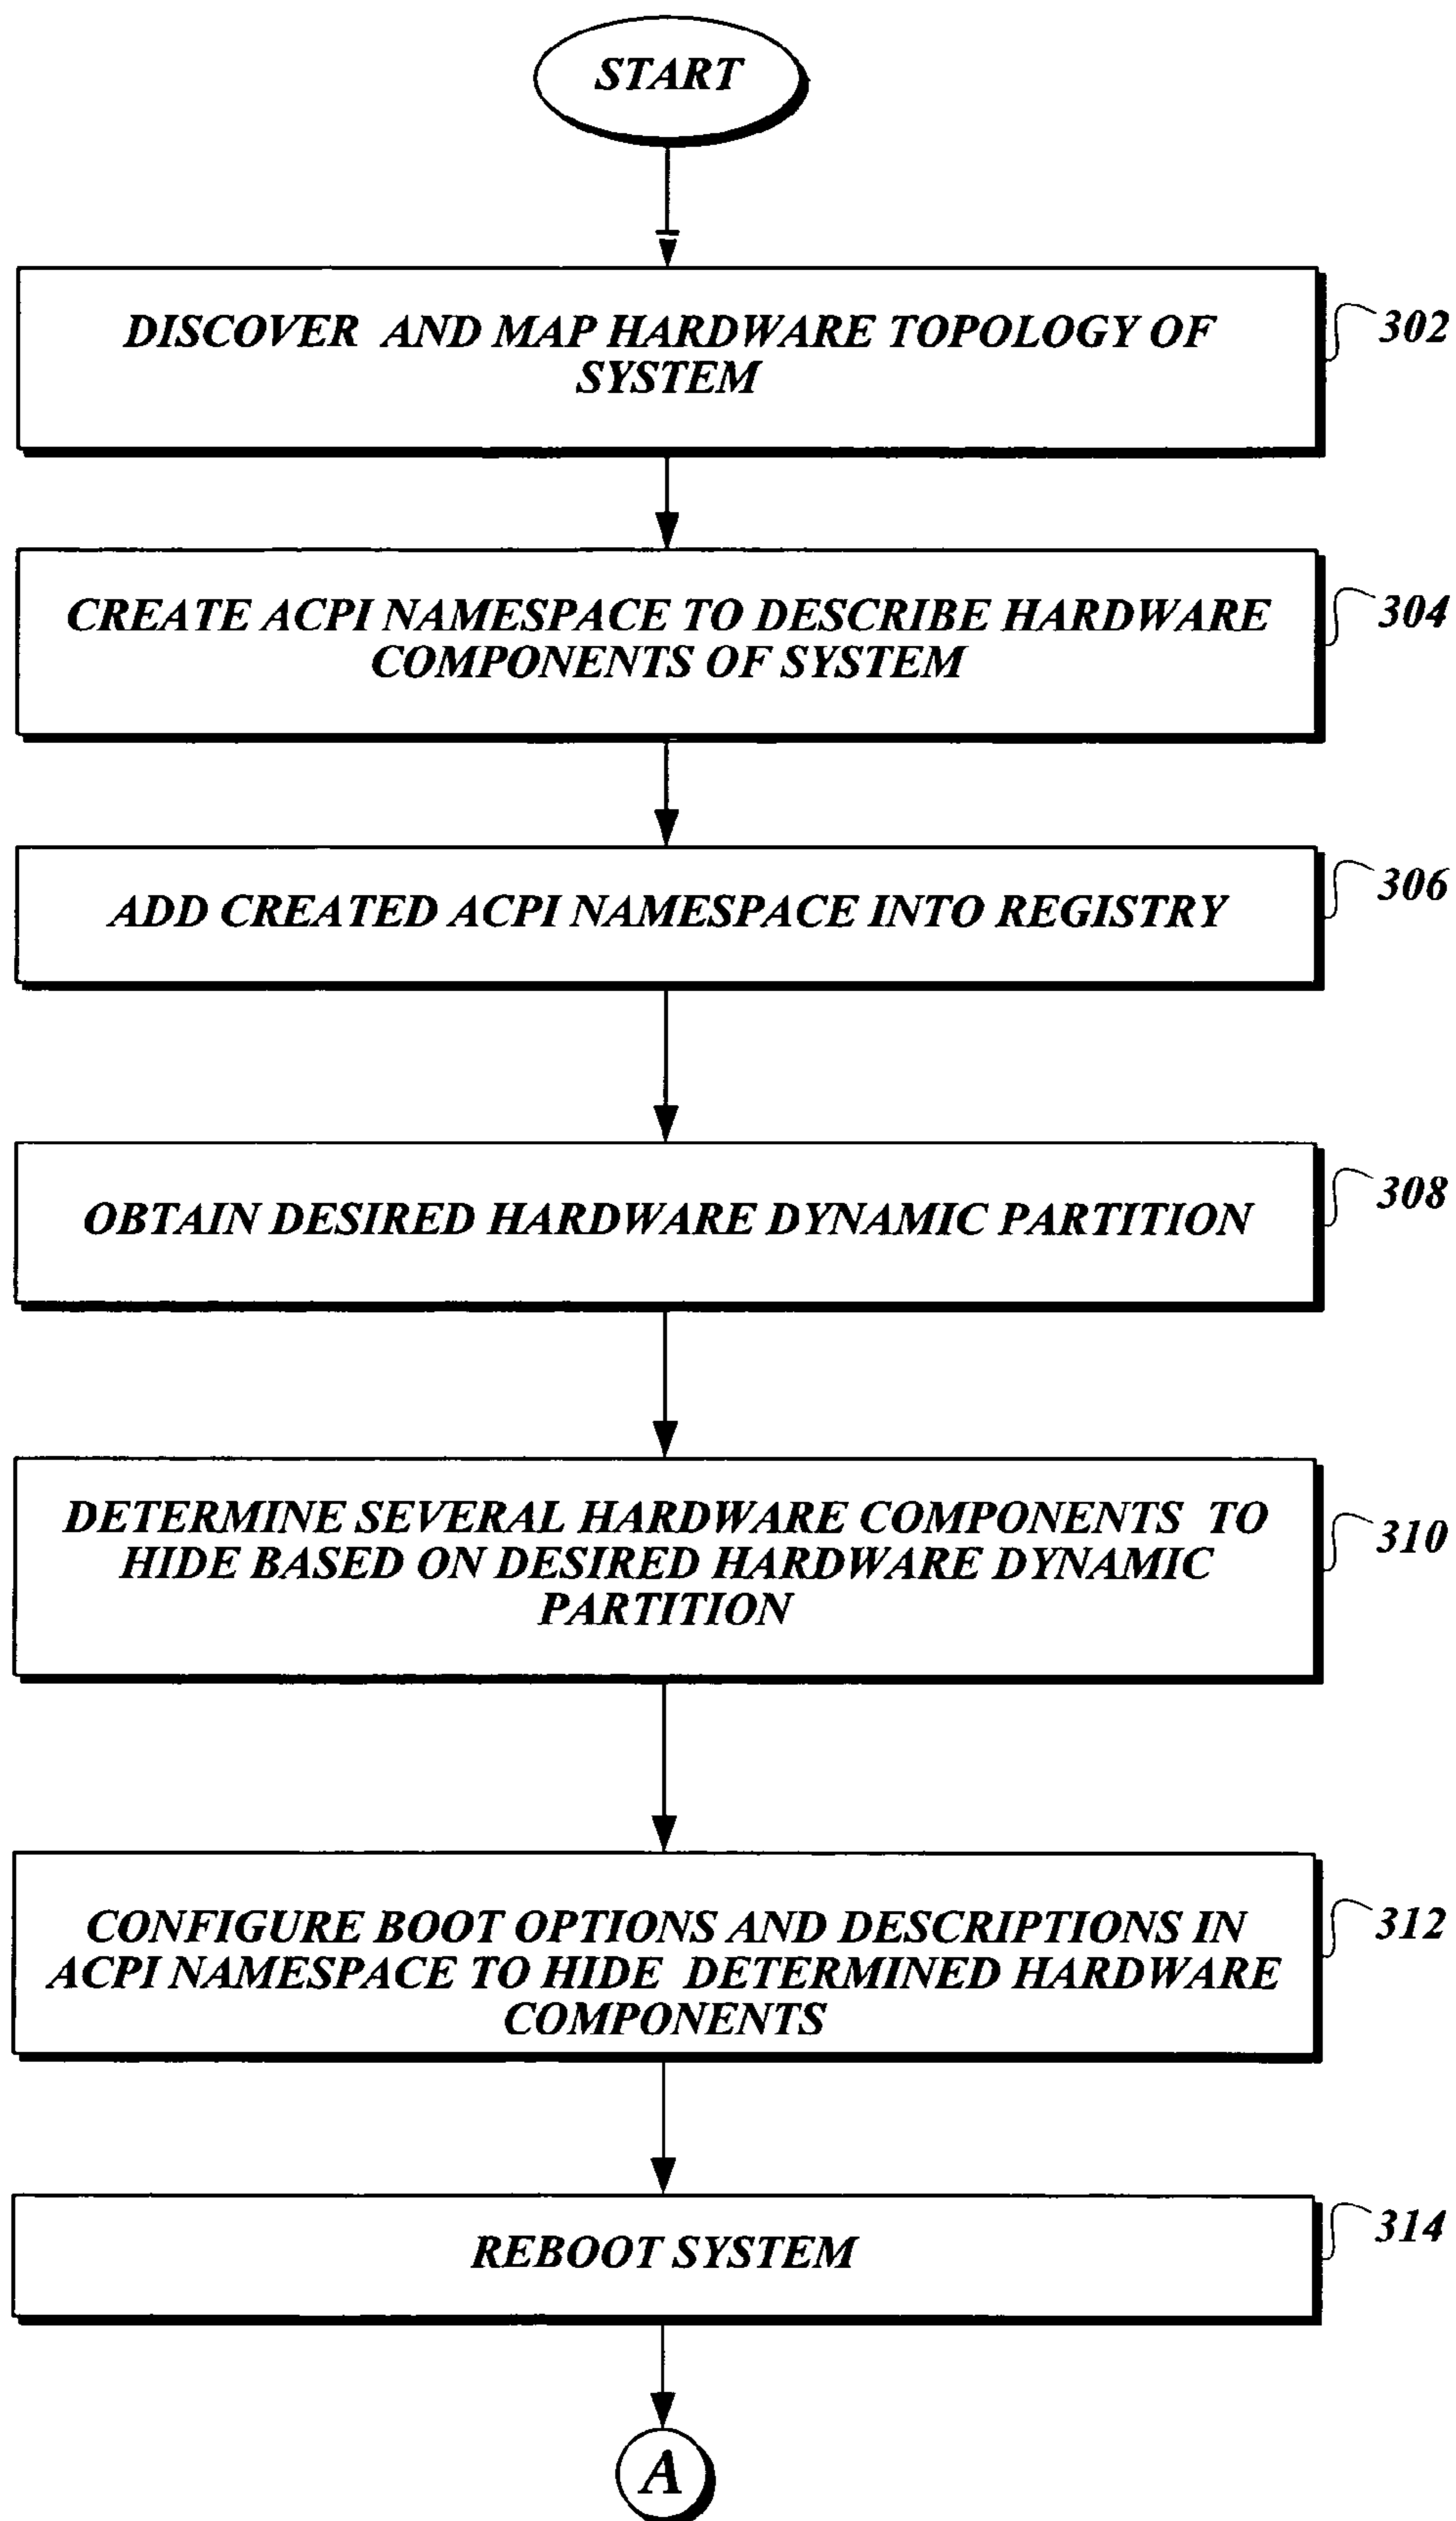 START
DISCOVER AND MAP HARDWARE TOPOLOGY OF
SYSTEM
302
CREATE ACPI NAMESPACE TO DESCRIBE HARDWARE
COMPONENTS OF SYSTEM
304
ADD CREATED ACPI NAMESPACE INTO REGISTRY
306
OBTAIN DESIRED HARDWARE DYNAMIC PARTITION
308
DETERMINE SEVERAL HARDWARE COMPONENTS TO
HIDE BASED ON DESIRED HARDWARE DYNAMIC
PARTITION
310
CONFIGURE BOOT OPTIONS AND DESCRIPTIONS IN
ACPI NAMESPACE TO HIDE DETERMINED HARDWARE
COMPONENTS
312
REBOOT SYSTEM
314
A